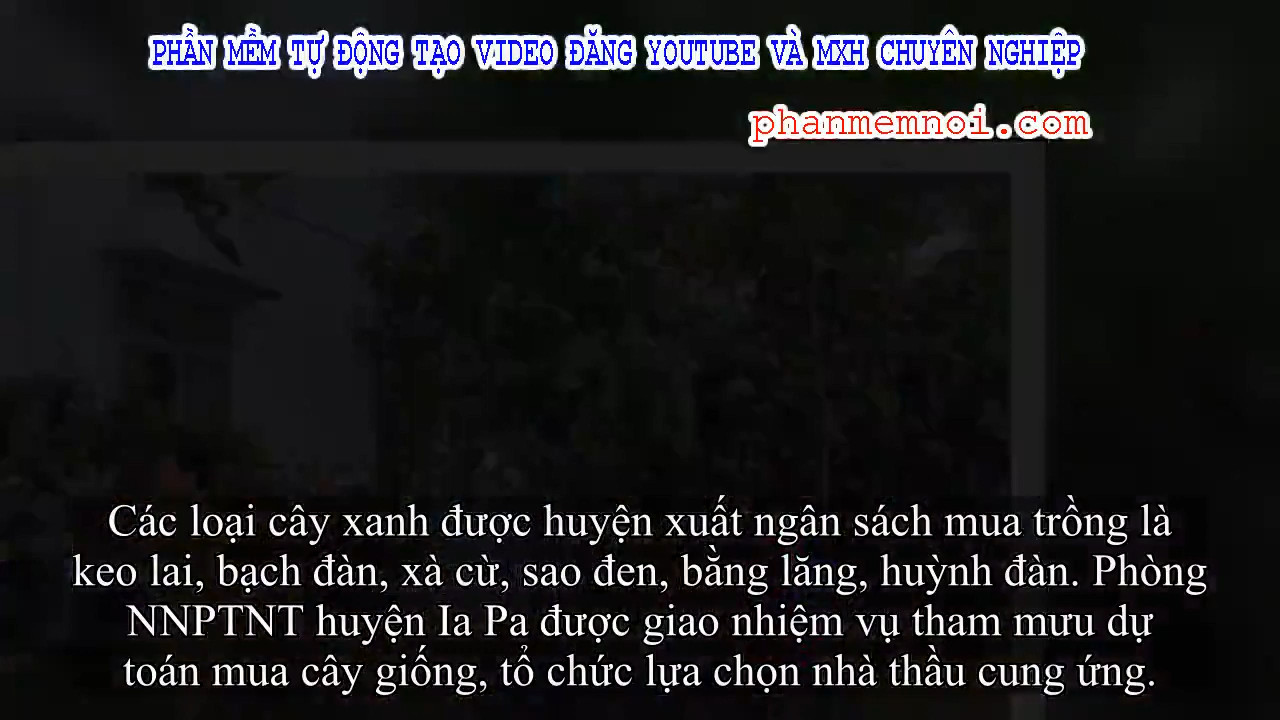 PHẦN MỀM TỰ ĐỘNG TẠO VIDEO ĐĂNG YOUTUBE VÀ MXH CHUYÊN NGHIỆP
phanmemnoi.com
Các loại cây xanh được huyện xuất ngân sách mua trồng là
keo lai, bạch đàn, xà cừ, sao đen, bằng lăng, huỳnh đàn. Phòng
NNPTNT huyện Ia Pa được giao nhiệm vụ tham mưu dự
toán mua cây giống, tổ chức lựa chọn nhà thầu cung ứng.